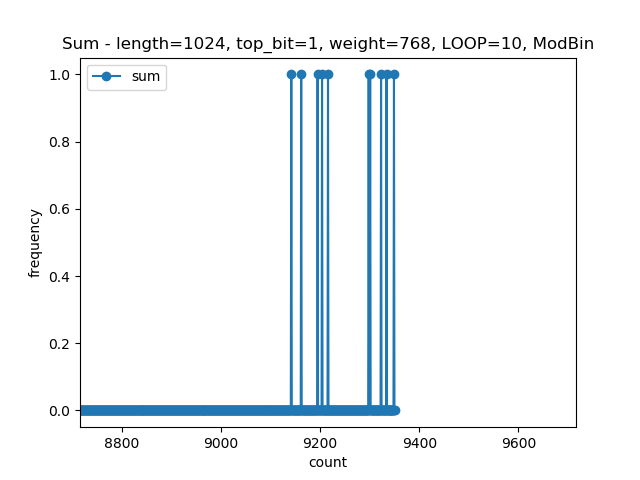 Sum - length=1024, top_bit=1, weight=768, LOOP=10, ModBin
sum
1.0
0.8
0.6
0.4
0.2
0.0
frequency
8800 9000 9200 9400 9600
count